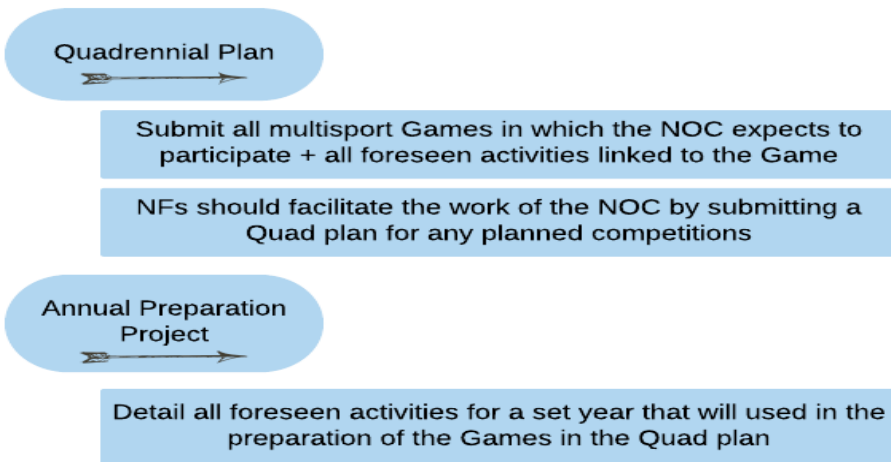 Quadrennial Plan
Submit all multisport Games in which the NOC expects to
participate + all foreseen activities linked to the Game
NFs should facilitate the work of the NOC by submitting a
Quad plan for any planned competitions
Annual Preparation
Project
Detail all foreseen activities for a set year that will used in the
preparation of the Games in the Quad plan